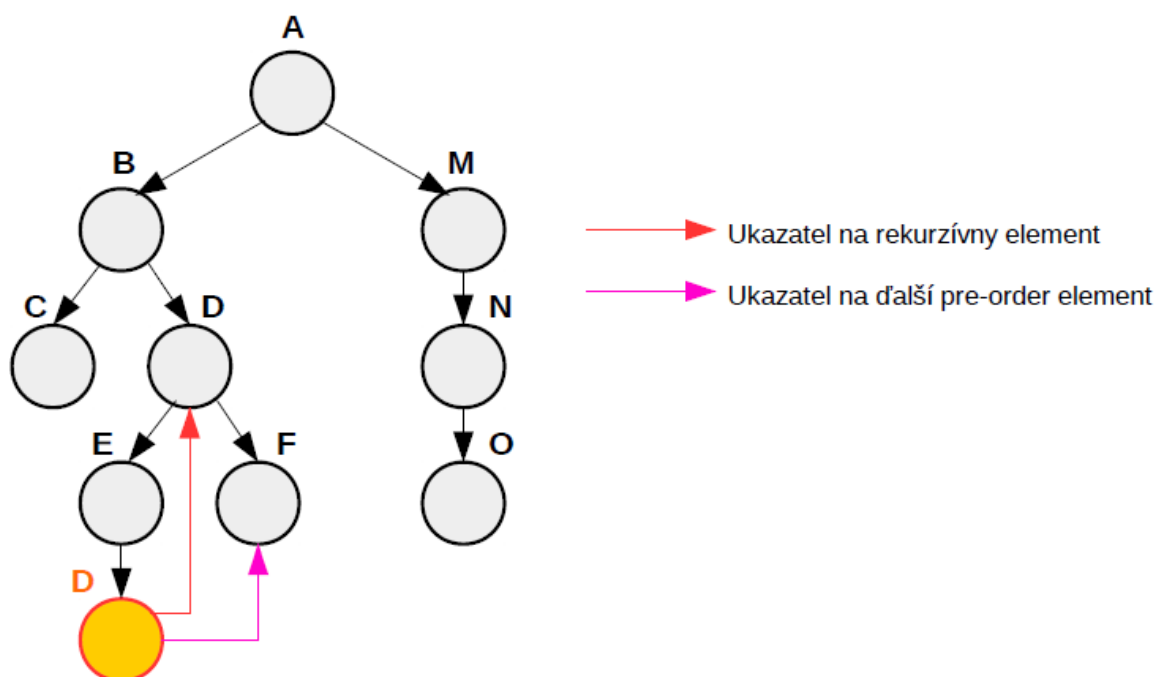 A
B
M
C
D
N
E
F
O
D
Ukazatel na rekurzívny element
Ukazatel na ďalší pre-order element